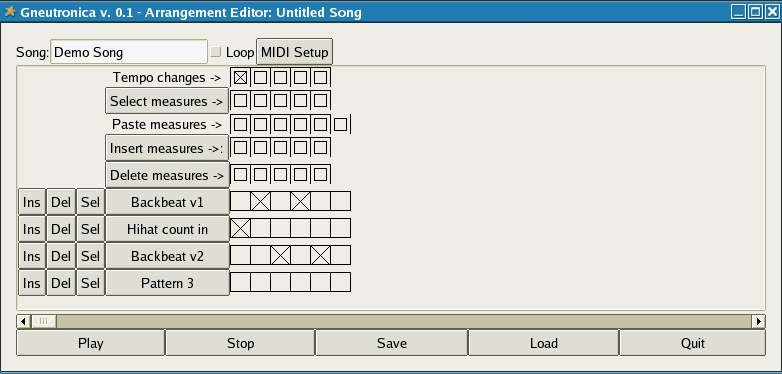 Gneutronica v. 0.1 - Arrangement Editor: Untitled Song
Song: Demo Song Loop MIDI Setup
Tempo changes ->
Select measures ->
Paste measures ->
Insert measures ->:
Delete measures ->
Ins Del Sel Backbeat v1
Ins Del Sel Hihat count in
Ins Del Sel Backbeat v2
Ins Del Sel Pattern 3
Play Stop Save Load Quit